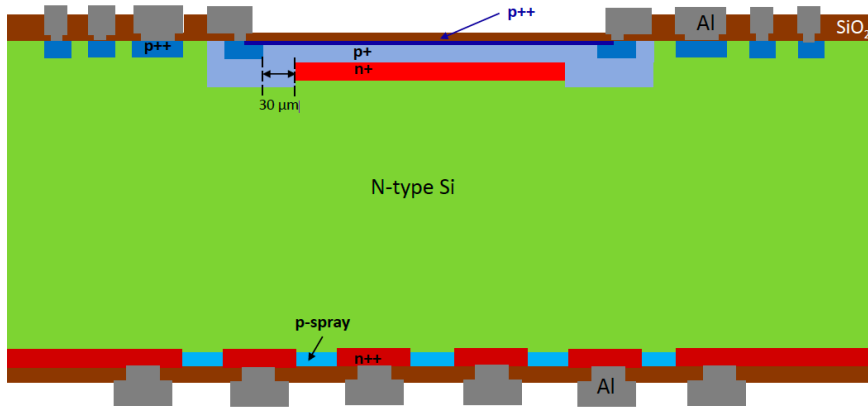 p++
Al
SiO2
p++
p+
n+
30 μm
N-type Si
p-spray
n++
Al